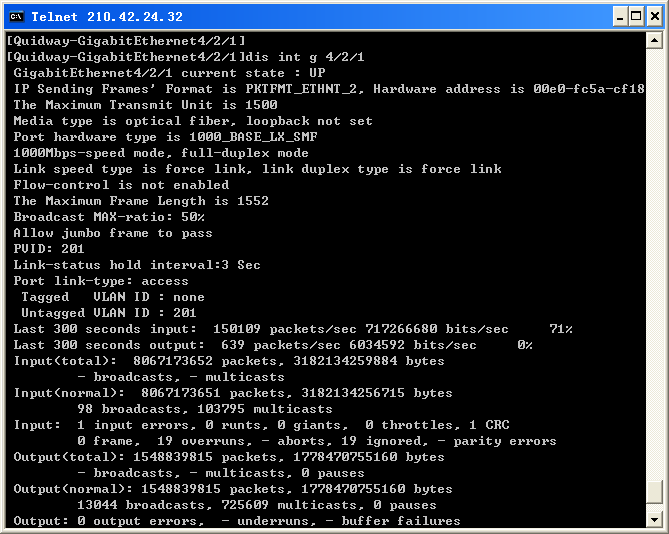 Telnet 210.42.24.32
[Quidway-GigabitEthernet4/2/1]
[Quidway-GigabitEthernet4/2/1]dis int g 4/2/1
GigabitEthernet4/2/1 current state : UP
IP Sending Frames' Format is PKTFMT_ETHNT_2, Hardware address is 00e0-fc5a-cf18
The Maximum Transmit Unit is 1500
Media type is optical fiber, loopback not set
Port hardware type is 1000_BASE_LX_SMF
1000Mbps-speed mode, full-duplex mode
Link speed type is force link, link duplex type is force link
Flow-control is not enabled
The Maximum Frame Length is 1552
Broadcast MAX-ratio: 50%
Allow jumbo frame to pass
PVID: 201
Link-status hold interval:3 Sec
Port link-type: access
Tagged   VLAN ID : none
Untagged VLAN ID : 201
Last 300 seconds input:  150109 packets/sec 717266680 bits/sec     71%
Last 300 seconds output:  639 packets/sec 6034592 bits/sec     0%
Input(total):  8067173652 packets, 3182134259884 bytes
- broadcasts, - multicasts
Input(normal):  8067173651 packets, 3182134256715 bytes
98 broadcasts, 103795 multicasts
Input:  1 input errors, 0 runts, 0 giants,  0 throttles, 1 CRC
0 frame,  19 overruns, - aborts, 19 ignored, - parity errors
Output(total): 1548839815 packets, 1778470755160 bytes
- broadcasts, - multicasts, 0 pauses
Output(normal): 1548839815 packets, 1778470755160 bytes
13044 broadcasts, 725609 multicasts, 0 pauses
Output: 0 output errors,  - underruns, - buffer failures